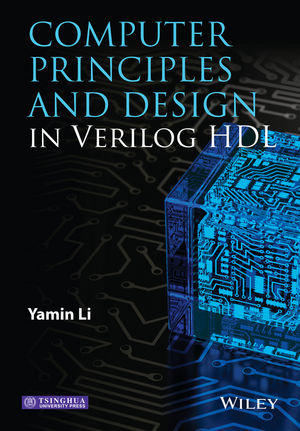 COMPUTER
PRINCIPLES
AND DESIGN
IN VERILOG HDL
Yamin Li
TSINGHUA
UNIVERSITY PRESS
WILEY